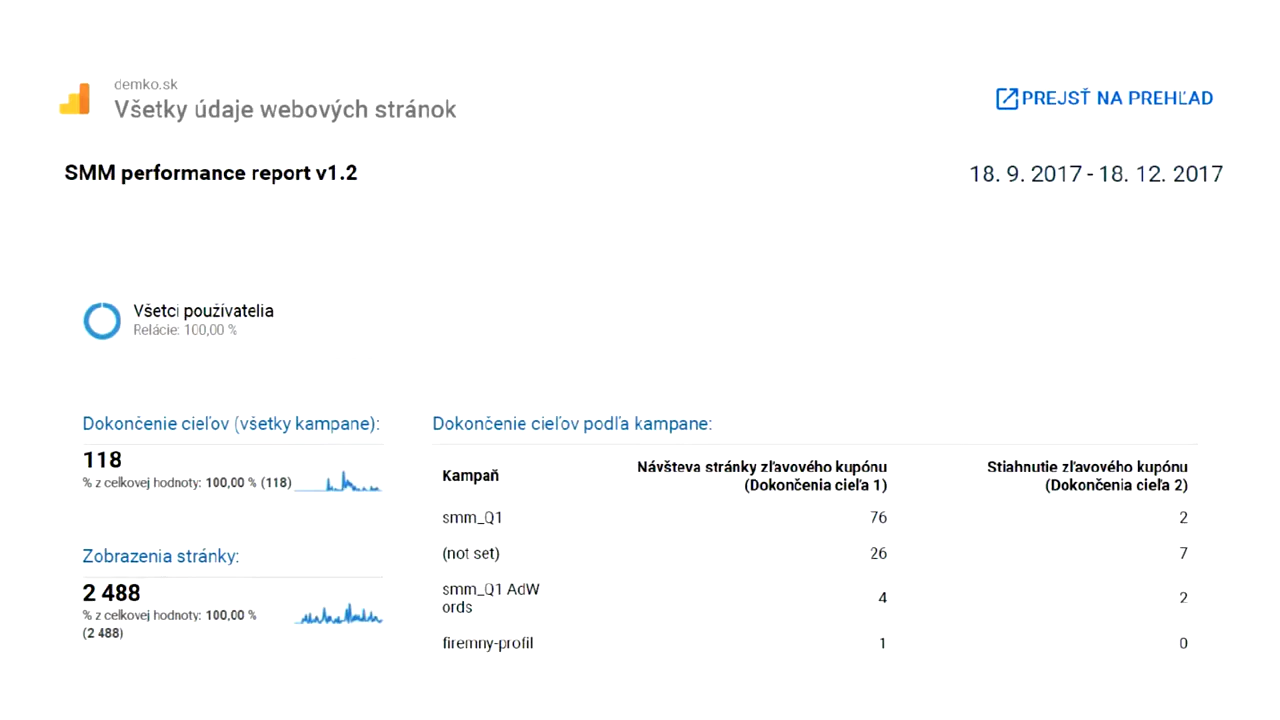 demko.sk
Všetky údaje webových stránok
PREJSŤ NA PREHĽAD
SMM performance report v1.2
18. 9. 2017 - 18. 12. 2017
Všetci používatelia
Relácie: 100,00 %
Dokončenie cieľov (všetky kampane):
118
% z celkovej hodnoty: 100,00 % (118)
Zobrazenia stránky:
2 488
% z celkovej hodnoty: 100,00 %
(2 488)
Dokončenie cieľov podľa kampane:
Kampaň
Návšteva stránky zľavového kupónu
(Dokončenia cieľa 1)
Stiahnutie zľavového kupónu
(Dokončenia cieľa 2)
smm_Q1 76 2
(not set) 26 7
smm_Q1 AdW
ords 4 2
firemny-profil 1 0